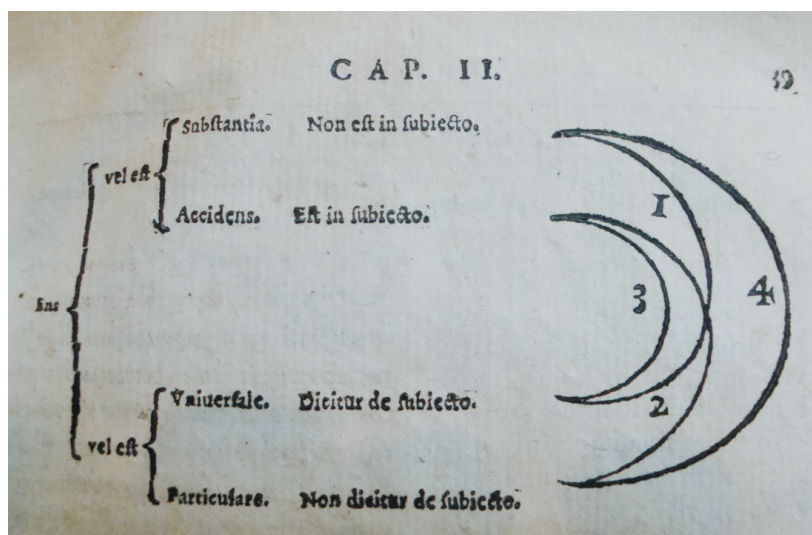 CAP. II. 39
Substantia. Non est in subiecto.
vel est
Accidens. Est in subiecto.
Ens
Vniuersale. Dicitur de subiecto.
vel est
Particulare. Non dicitur de subiecto.
1
3
4
2